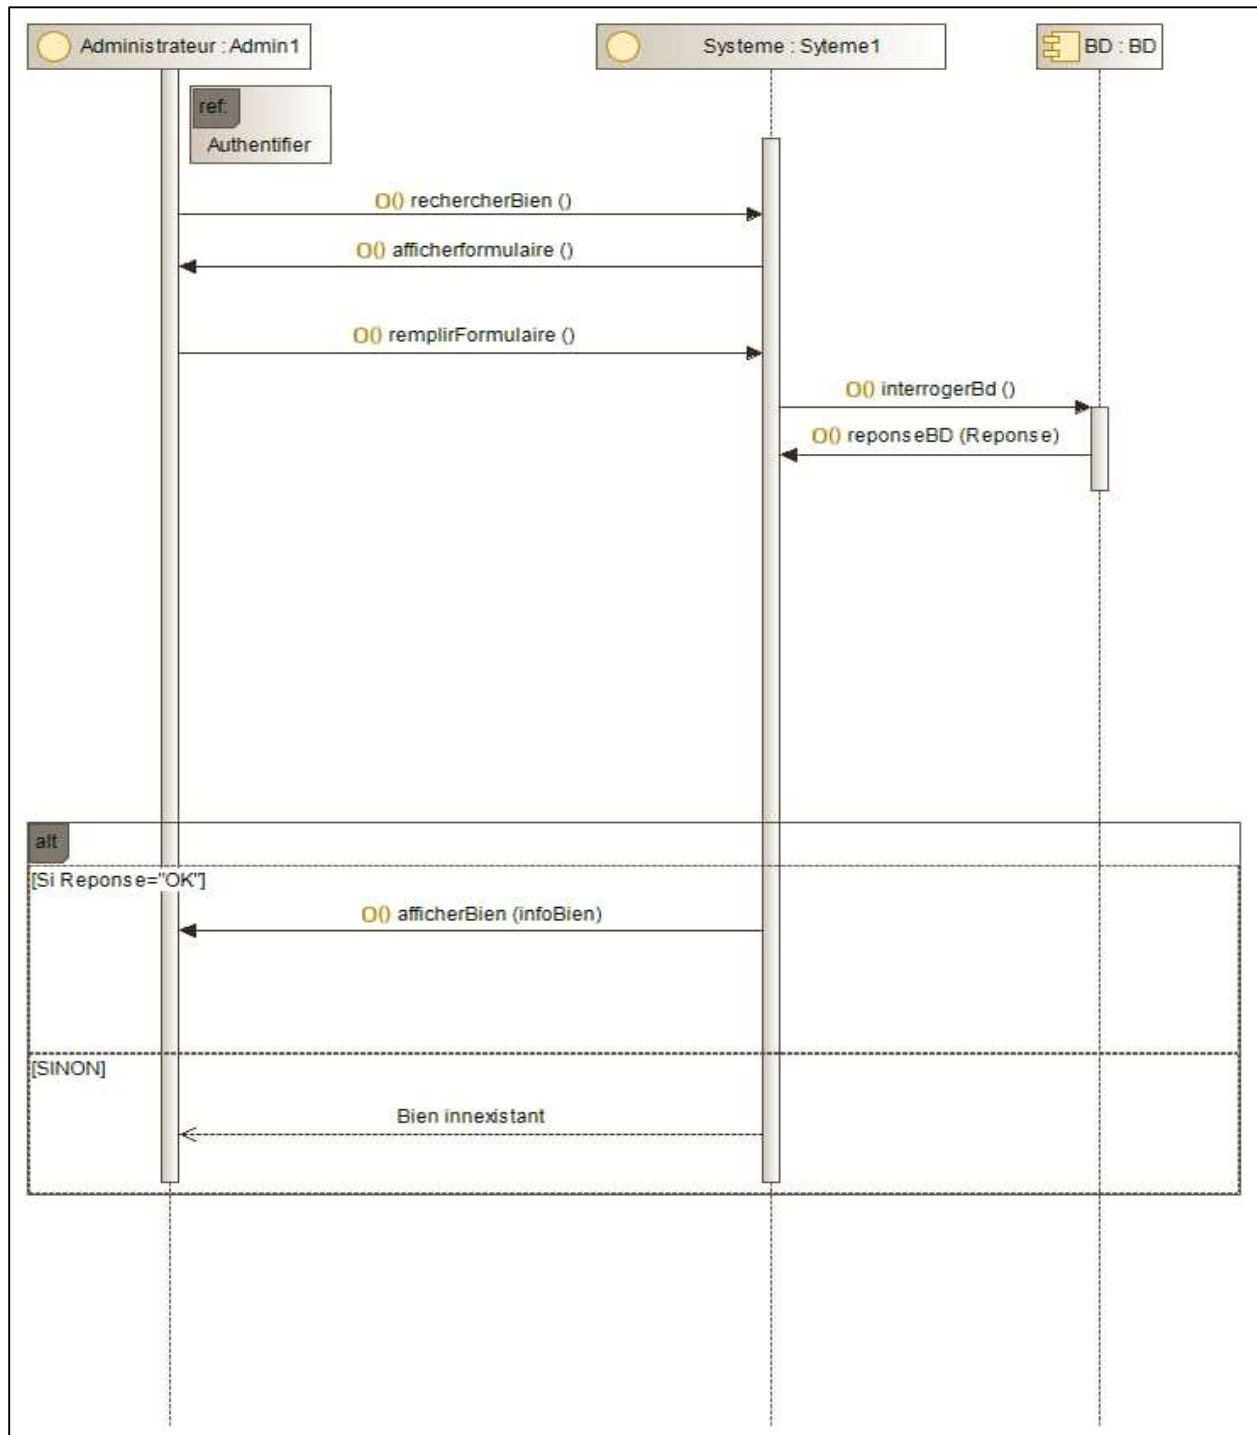 Administrateur : Admin1
Systeme : Syteme1
BD : BD
ref:
Authentifier
O() rechercherBien ()
O() afficherformulaire ()
O() remplirFormulaire ()
O() interrogerBd ()
O() reponseBD (Reponse)
alt
[Si Reponse="OK"]
O() afficherBien (infoBien)
[SINON]
Bien innexistant